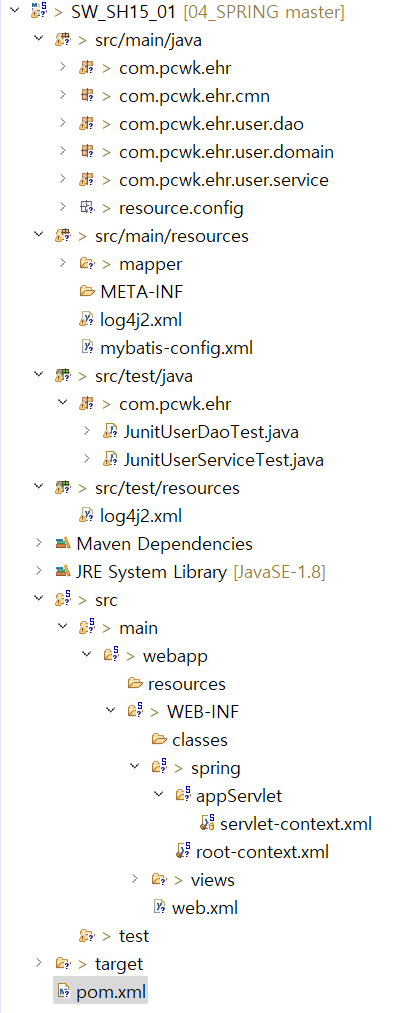 > SW_SH15_01 [04_SPRING master]
> src/main/java
> com.pcwk.ehr
> com.pcwk.ehr.cmn
> com.pcwk.ehr.user.dao
> com.pcwk.ehr.user.domain
> com.pcwk.ehr.user.service
> resource.config
> src/main/resources
> mapper
META-INF
log4j2.xml
mybatis-config.xml
> src/test/java
> com.pcwk.ehr
JunitUserDaoTest.java
JunitUserServiceTest.java
> src/test/resources
log4j2.xml
Maven Dependencies
JRE System Library [JavaSE-1.8]
> src
> main
> webapp
resources
> WEB-INF
classes
> spring
appServlet
servlet-context.xml
root-context.xml
> views
web.xml
> test
> target
pom.xml